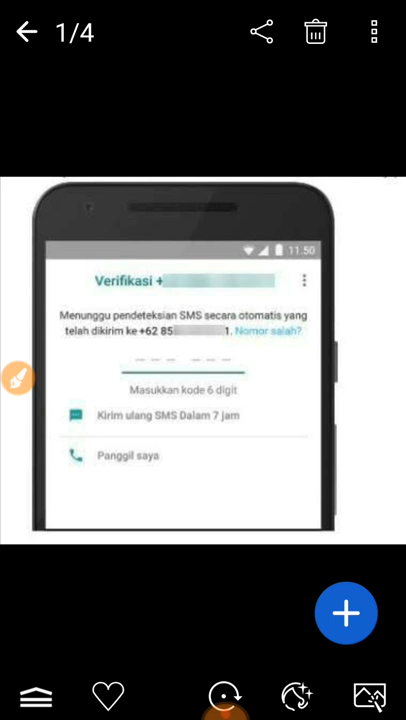 1/4
11.50
Verifikasi +
Menunggu pendeteksian SMS secara otomatis yang
telah dikirim ke +62 85 1. Nomor salah?
Masukkan kode 6 digit
Kirim ulang SMS Dalam 7 jam
Panggil saya